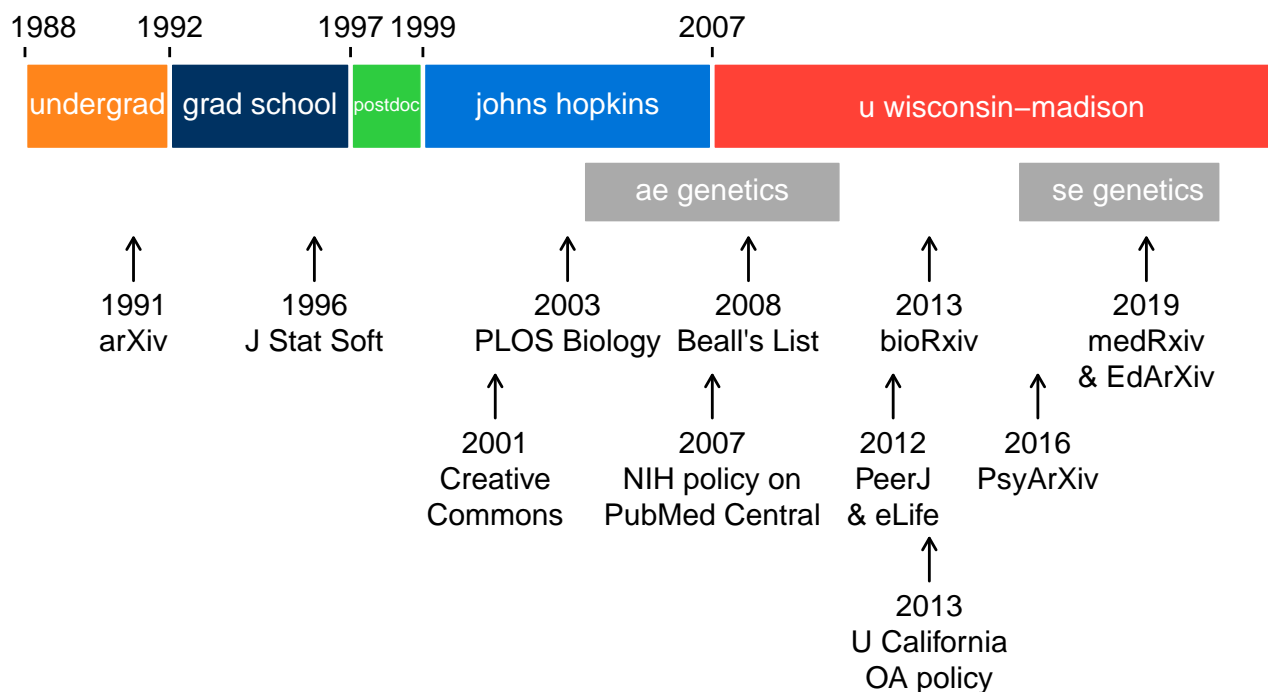 1988 1992 1997 1999 2007
undergrad grad school postdoc johns hopkins u wisconsin−madison
ae genetics se genetics
1991
arXiv
1996
J Stat Soft
2003
PLOS Biology
2008
Beall's List
2013
bioRxiv
2019
medRxiv
& EdArXiv
2001
Creative
Commons
2007
NIH policy on
PubMed Central
2012
PeerJ
& eLife
2016
PsyArXiv
2013
U California
OA policy